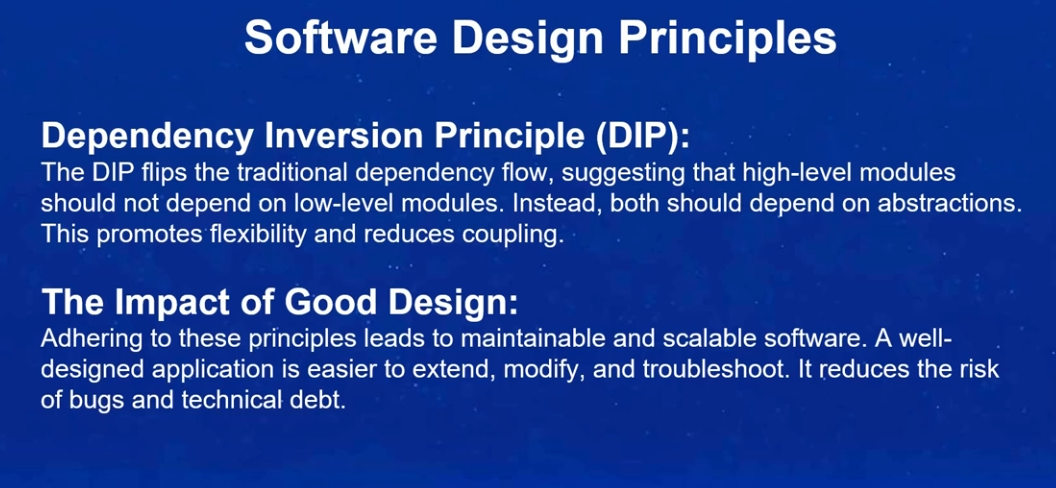 Software Design Principles
Dependency Inversion Principle (DIP):
The DIP flips the traditional dependency flow, suggesting that high-level modules
should not depend on low-level modules. Instead, both should depend on abstractions.
This promotes flexibility and reduces coupling.
The Impact of Good Design:
Adhering to these principles leads to maintainable and scalable software. A well-
designed application is easier to extend, modify, and troubleshoot. It reduces the risk
of bugs and technical debt.